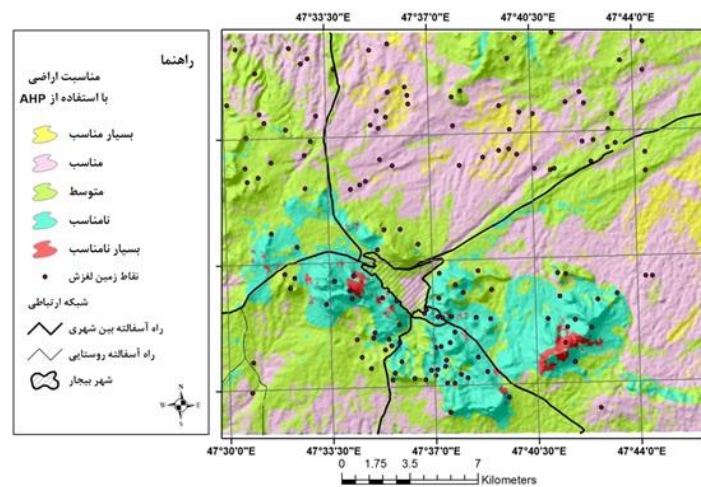 47°33'30"E 47°37'0"E 47°40'30"E 47°44'0"E
راهنما
مناسبت اراضی
با استفاده از AHP
بسیار مناسب
مناسب
متوسط
نامناسب
بسیار نامناسب
نقاط زمین لغزش
شبکه ارتباطی
راه آسفالته بین شهری
راه آسفالته روستایی
شهر بیجار
N
W E
S
47°30'0"E 47°33'30"E 47°37'0"E 47°40'30"E 47°44'0"E
0 1.75 3.5 7
Kilometers